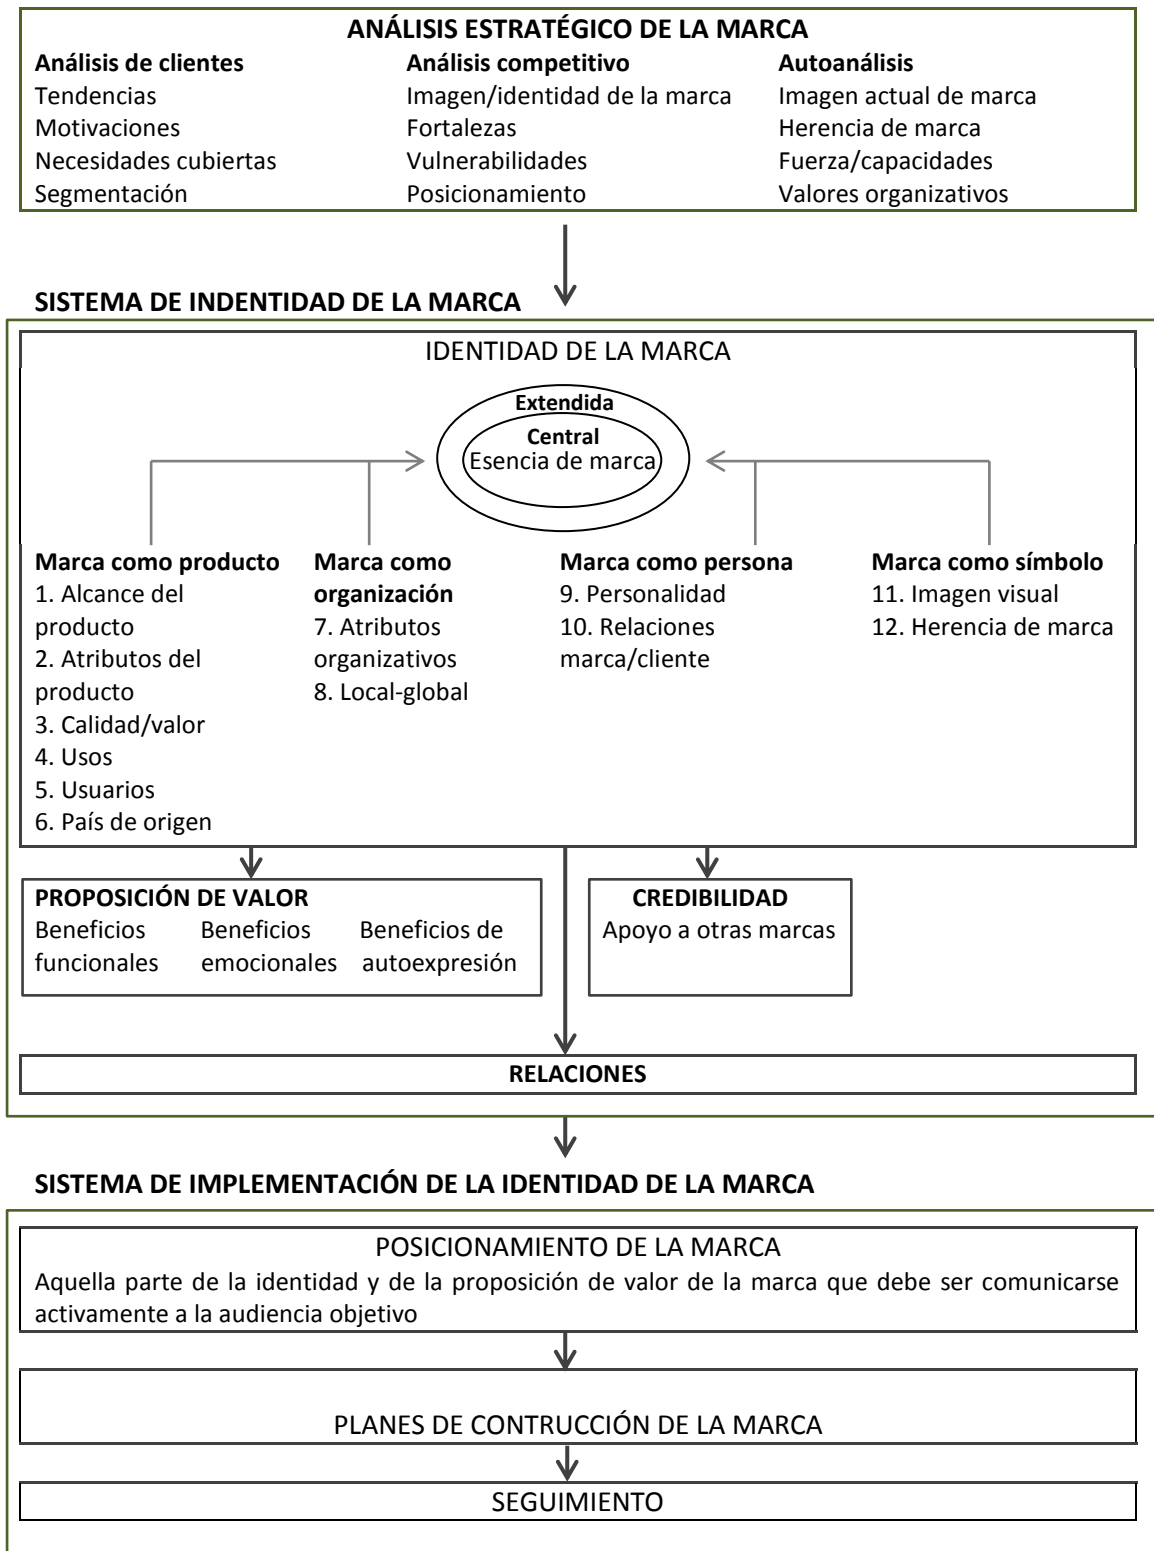 ANÁLISIS ESTRATÉGICO DE LA MARCA
Análisis de clientes
Tendencias
Motivaciones
Necesidades cubiertas
Segmentación
Análisis competitivo
Imagen/identidad de la marca
Fortalezas
Vulnerabilidades
Posicionamiento
Autoanálisis
Imagen actual de marca
Herencia de marca
Fuerza/capacidades
Valores organizativos
SISTEMA DE INDENTIDAD DE LA MARCA
IDENTIDAD DE LA MARCA
Extendida
Central
Esencia de marca
Marca como producto
1. Alcance del
producto
2. Atributos del
producto
3. Calidad/valor
4. Usos
5. Usuarios
6. País de origen
Marca como
organización
7. Atributos
organizativos
8. Local-global
Marca como persona
9. Personalidad
10. Relaciones
marca/cliente
Marca como símbolo
11. Imagen visual
12. Herencia de marca
PROPOSICIÓN DE VALOR
Beneficios
funcionales
Beneficios
emocionales
Beneficios de
autoexpresión
CREDIBILIDAD
Apoyo a otras marcas
RELACIONES
SISTEMA DE IMPLEMENTACIÓN DE LA IDENTIDAD DE LA MARCA
POSICIONAMIENTO DE LA MARCA
Aquella parte de la identidad y de la proposición de valor de la marca que debe ser comunicarse
activamente a la audiencia objetivo
PLANES DE CONTRUCCIÓN DE LA MARCA
SEGUIMIENTO